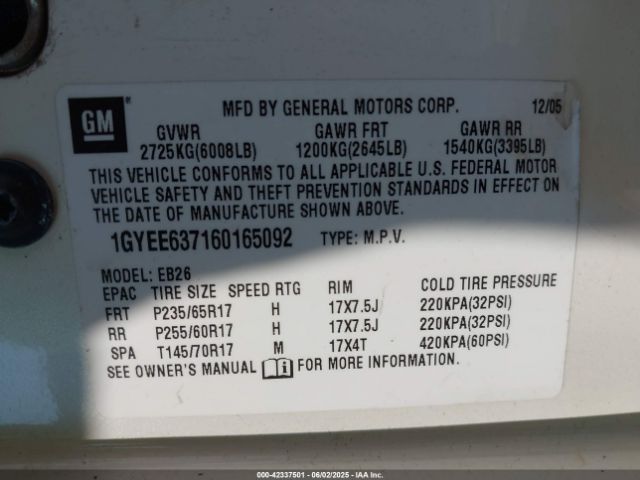 GM
MFD BY GENERAL MOTORS CORP. 12/05
GVWR GAWR FRT GAWR RR
2725KG(6008LB) 1200KG(2645LB) 1540KG(3395LB)
THIS VEHICLE CONFORMS TO ALL APPLICABLE U.S. FEDERAL MOTOR
VEHICLE SAFETY AND THEFT PREVENTION STANDARDS IN EFFECT ON
THE DATE OF MANUFACTURE SHOWN ABOVE.
1GYEE637160165092 TYPE: M.P.V.
MODEL: EB26
EPAC TIRE SIZE SPEED RTG RIM COLD TIRE PRESSURE
FRT P235/65R17 H 17X7.5J 220KPA(32PSI)
RR P255/60R17 H 17X7.5J 220KPA(32PSI)
SPA T145/70R17 M 17X4T 420KPA(60PSI)
SEE OWNER'S MANUAL i FOR MORE INFORMATION.
000-42337501 - 06/02/2025 - IAAI.COM